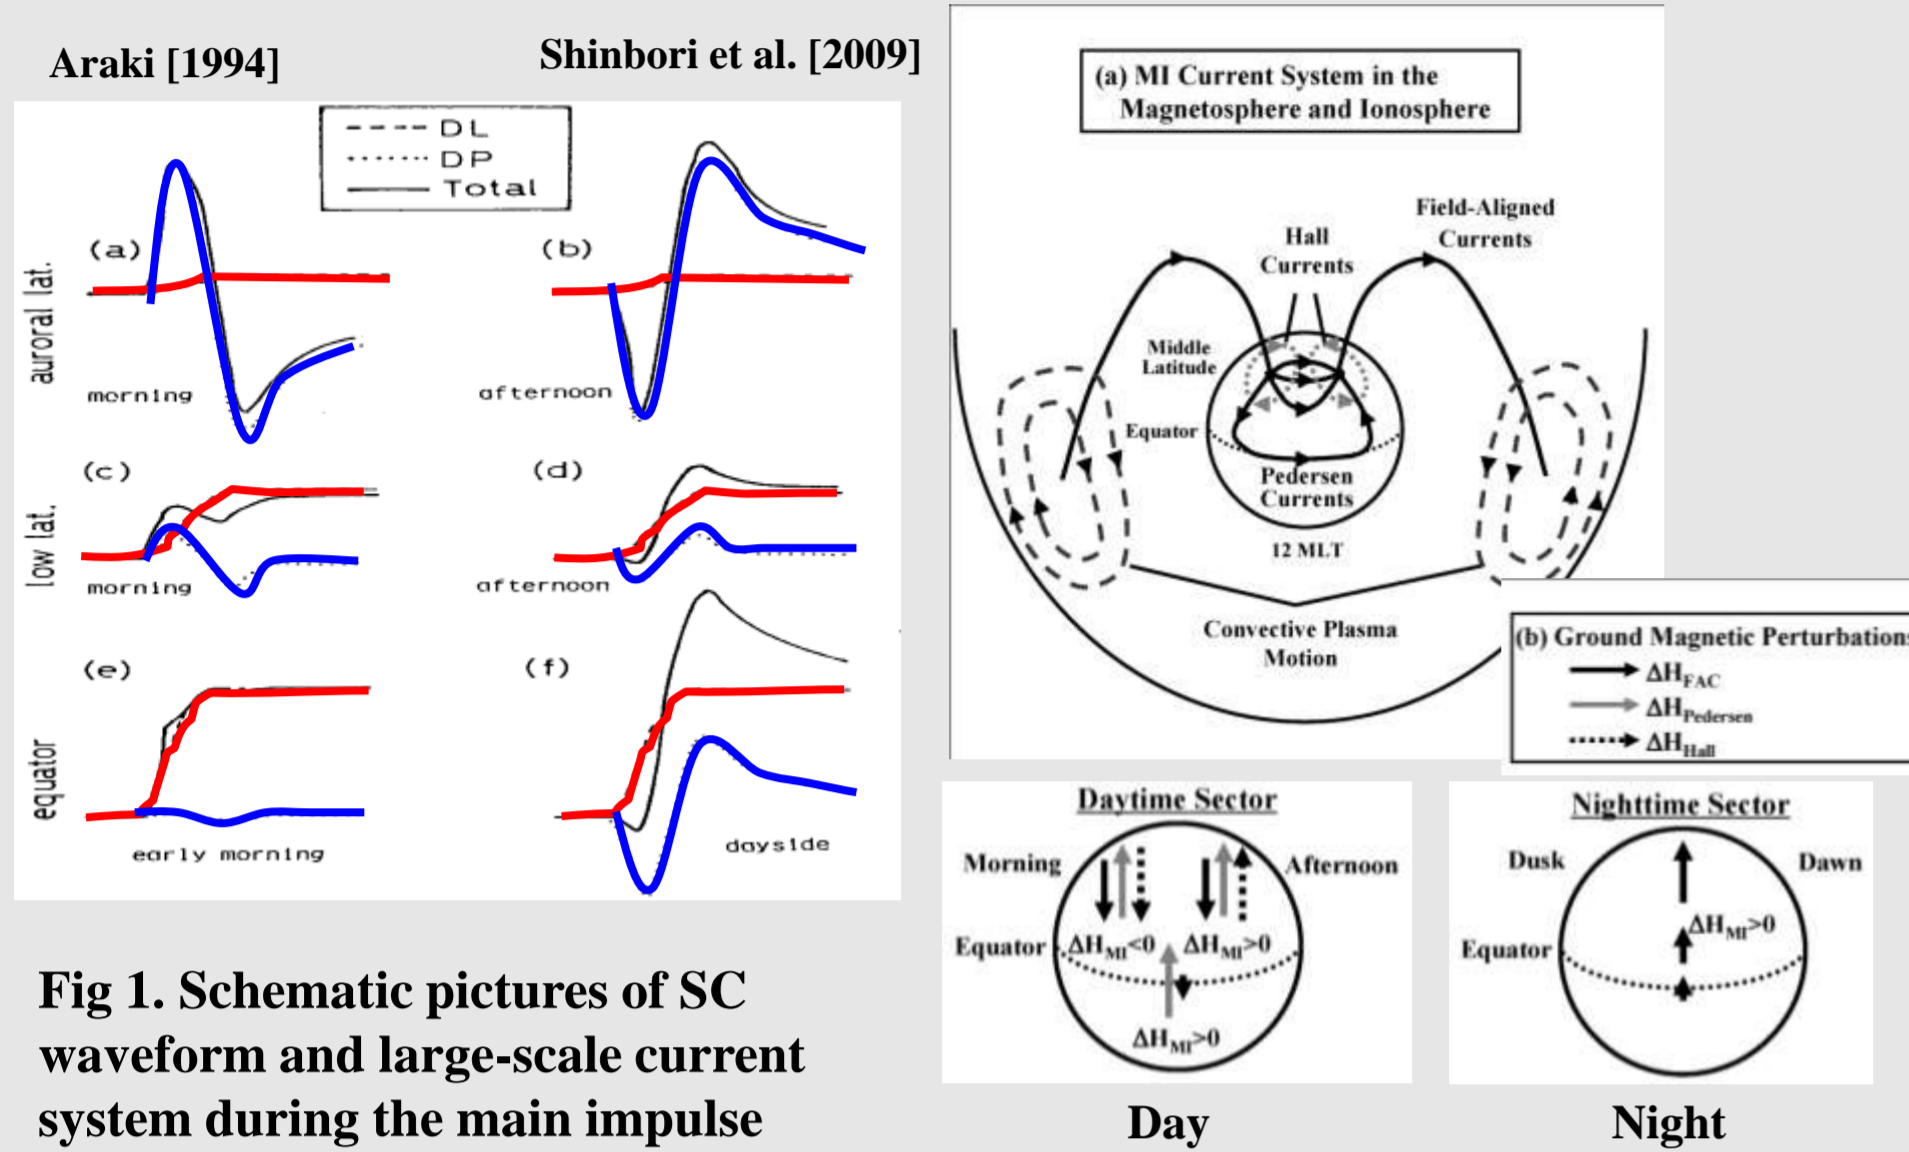 Araki [1994]
Shinbori et al. [2009]
DL
DP
Total
(a)
(b)
auroral lat.
morning
afternoon
(c)
(d)
low lat.
morning
afternoon
(e)
(f)
equator
early morning
dayside
Fig 1. Schematic pictures of SC
waveform and large-scale current
system during the main impulse
(a) MI Current System in the
Magnetosphere and Ionosphere
Field-Aligned
Currents
Hall
Currents
Middle
Latitude
Equator
Pedersen
Currents
12 MLT
Convective Plasma
Motion
(b) Ground Magnetic Perturbations
ΔH_FAC
ΔH_Pedersen
ΔH_Hall
Daytime Sector
Morning
Afternoon
Equator
ΔH_MI<0
ΔH_MI>0
ΔH_MI>0
Day
Nighttime Sector
Dusk
Dawn
ΔH_MI>0
Equator
Night